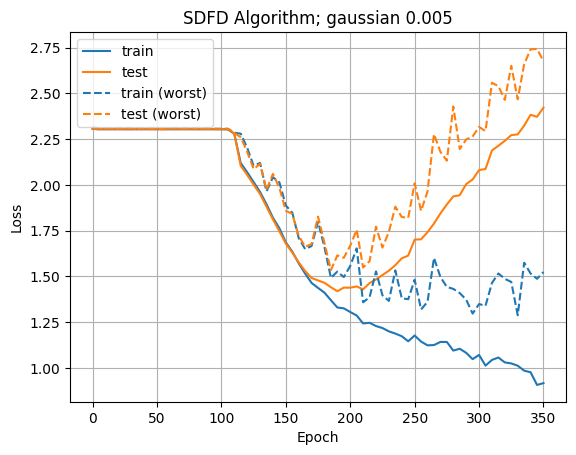 SDFD Algorithm; gaussian 0.005
train
test
train (worst)
test (worst)
2.75
2.50
2.25
2.00
1.75
1.50
1.25
1.00
Loss
0 50 100 150 200 250 300 350
Epoch